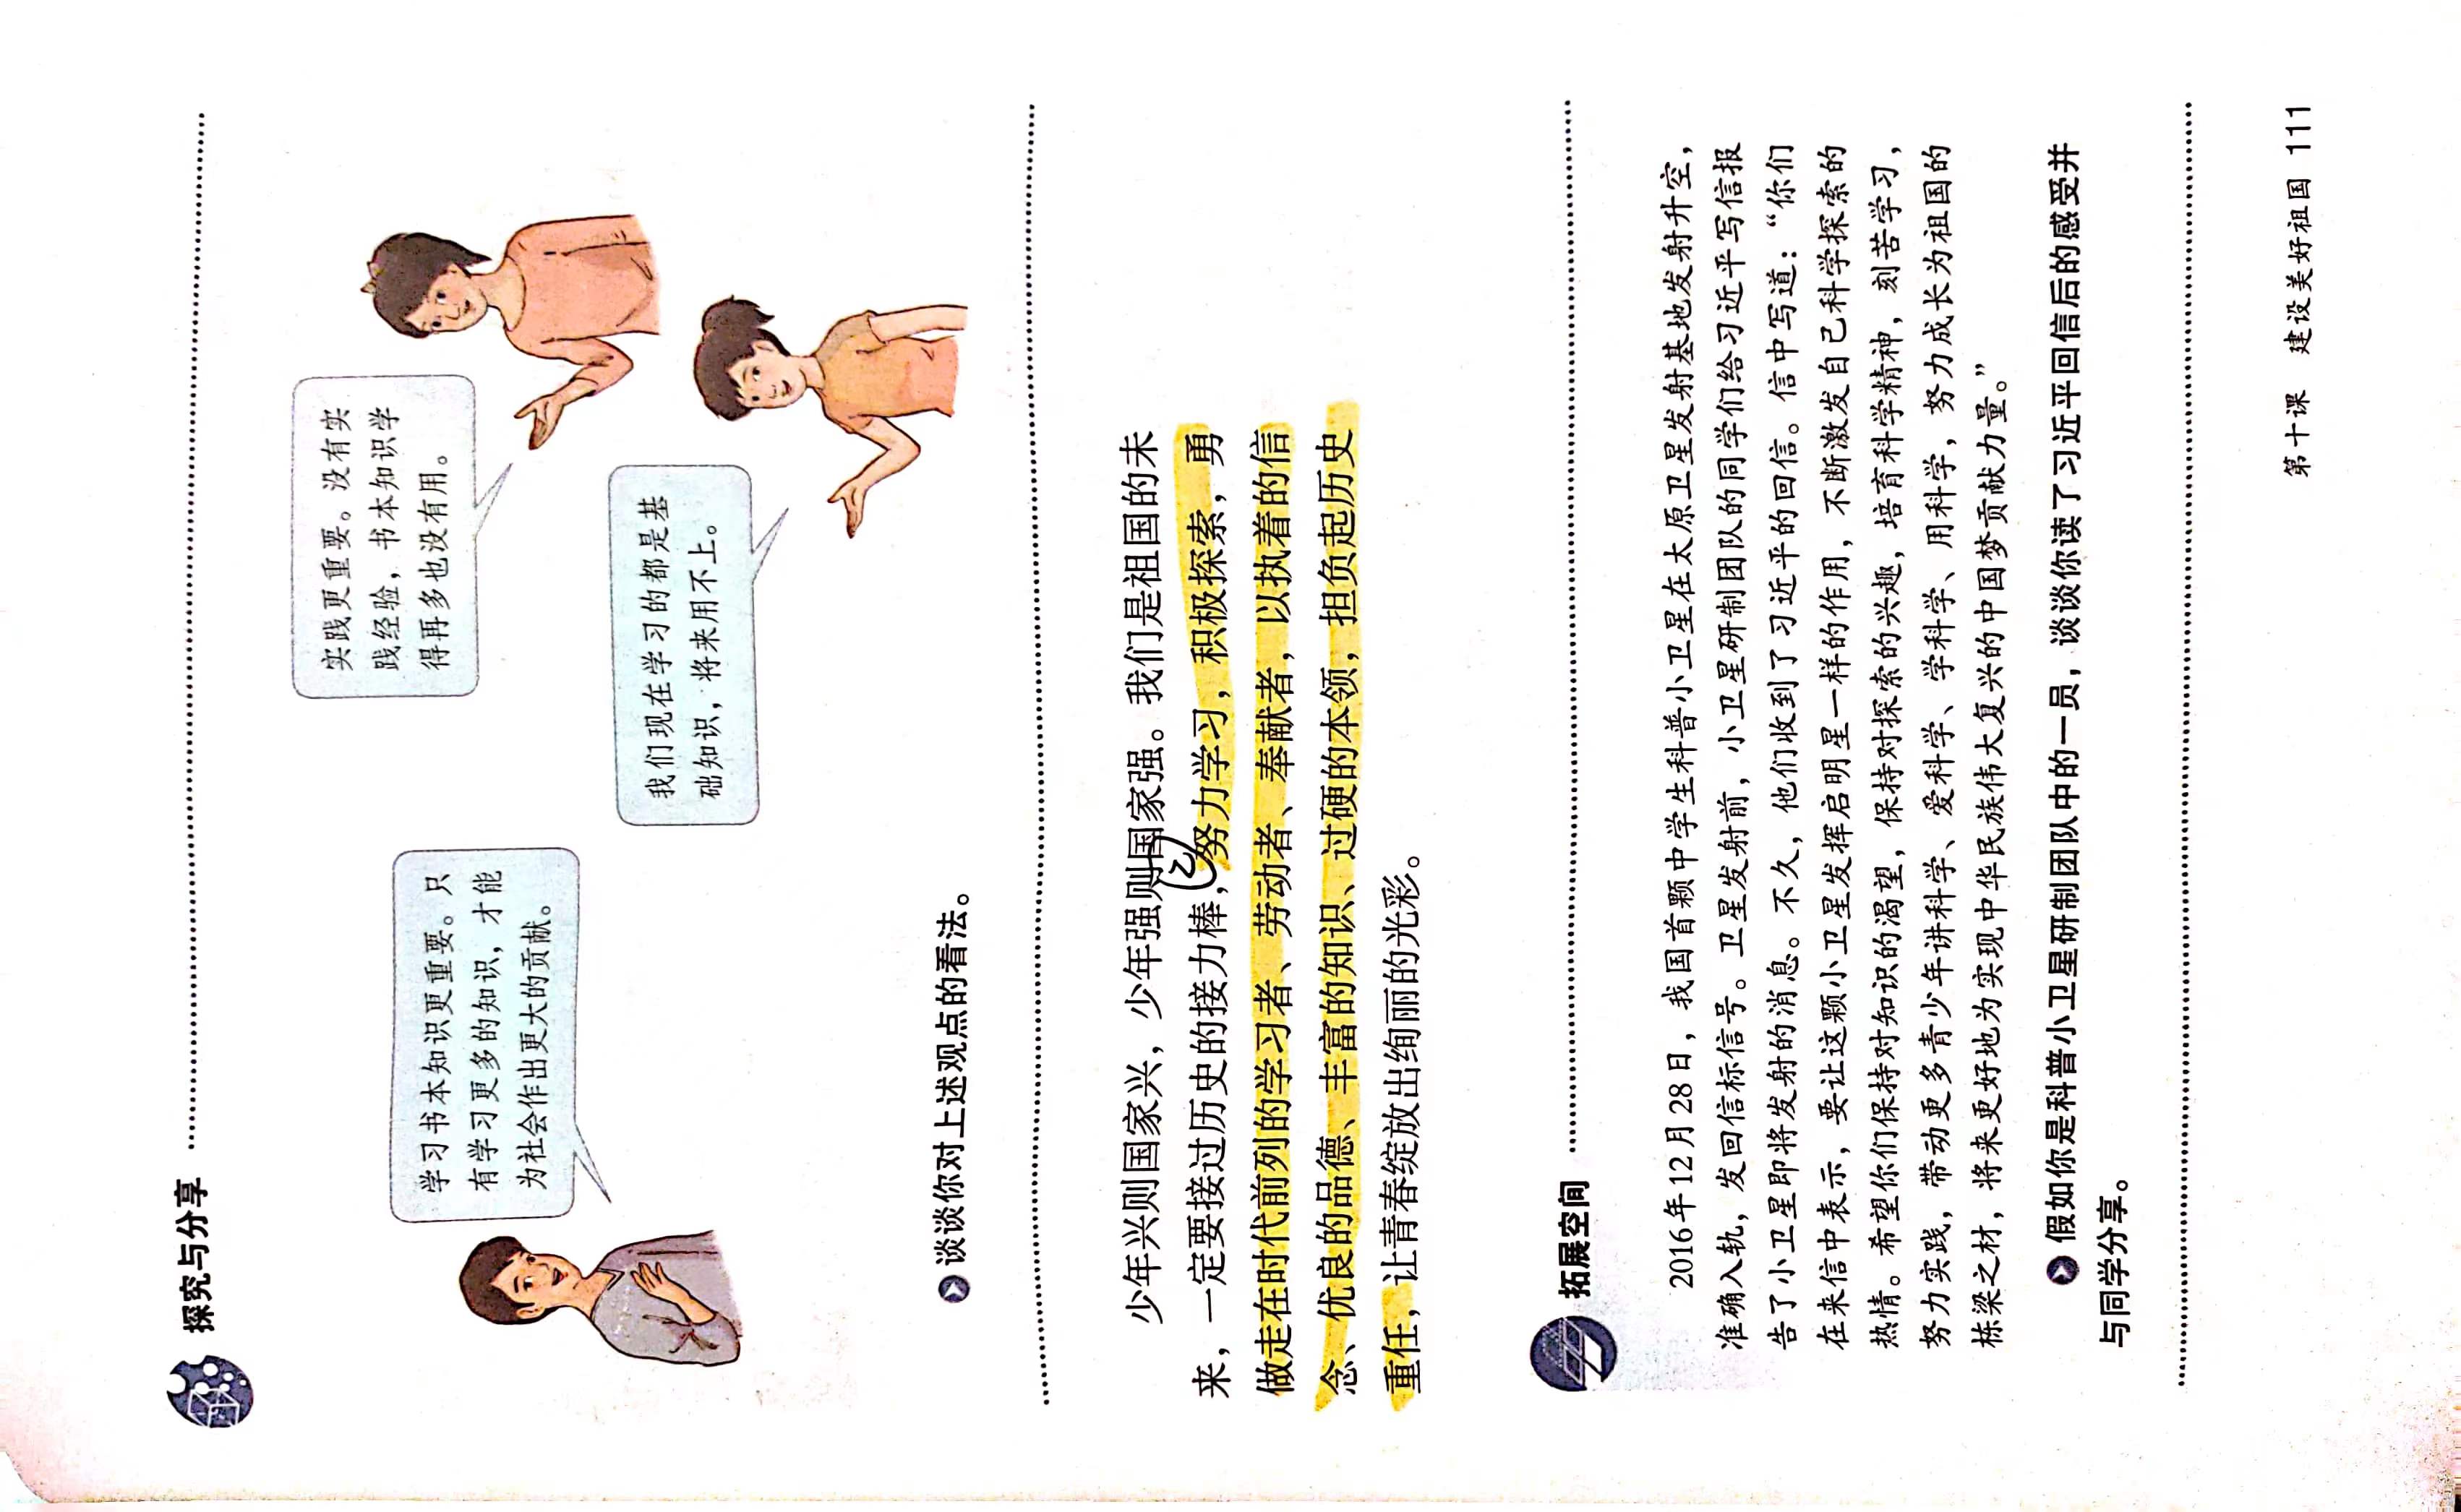 探究与分享
实践更重要。没有实
践经验，书本知识学
得再多也没有用。
学习书本知识更重要。只
有学习更多的知识，才能
为社会作出更大的贡献。
我们现在学习的都是基
础知识，将来用不上。
谈谈你对上述观点的看法。
少年兴则国家兴，少年强则国家强。我们是祖国的未
来，一定要接过历史的接力棒，努力学习，积极探索，勇
做走在时代前列的学习者、劳动者、奉献者，以执着的信
念、优良的品德、丰富的知识、过硬的本领，担负起历史
重任，让青春绽放出绚丽的光彩。
拓展空间
2016年12月28日，我国首颗中学生科普小卫星在太原卫星发射基地发射升空，
准确入轨，发回信标信号。卫星发射前，小卫星研制团队的同学们给习近平写信报
告了小卫星即将发射的消息。不久，他们收到了习近平的回信。信中写道：“你们
在来信中表示，要让这颗小卫星发挥启明星一样的作用，不断激发自己科学探索的
热情。希望你们保持对知识的渴望，保持对探索的兴趣，培育科学精神，刻苦学习，
努力实践，带动更多青少年讲科学、爱科学、学科学、用科学，努力成长为祖国的
栋梁之材，将来更好地为实现中华民族伟大复兴的中国梦贡献力量。”
假如你是科普小卫星研制团队中的一员，谈谈你读了习近平回信后的感受并
与同学分享。
第十课 建设美好祖国 111